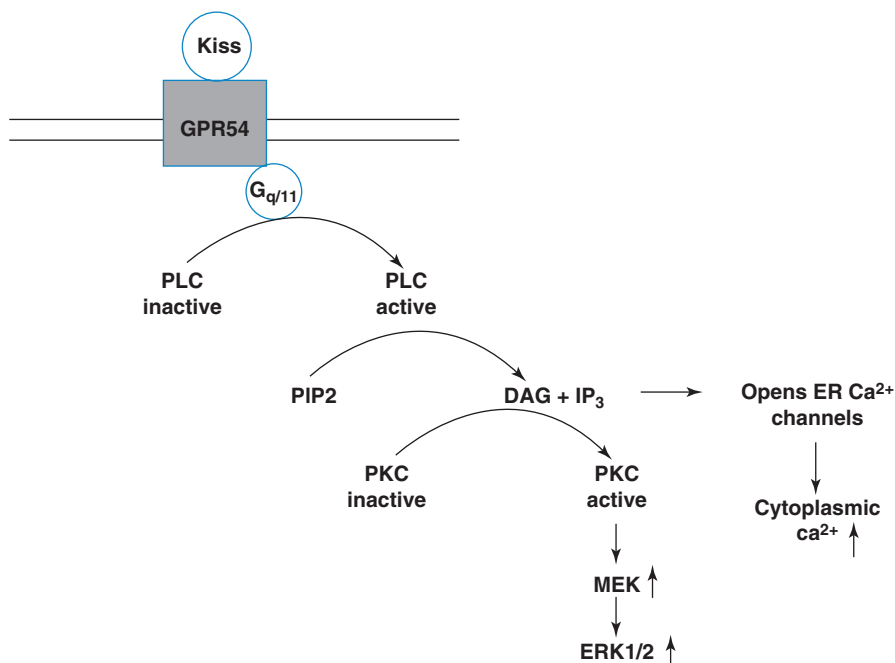 Kiss
GPR54
Gq/11
PLC
inactive
PLC
active
PIP2
DAG + IP3
Opens ER Ca2+
channels
PKC
inactive
PKC
active
Cytoplasmic
ca2+
MEK
ERK1/2